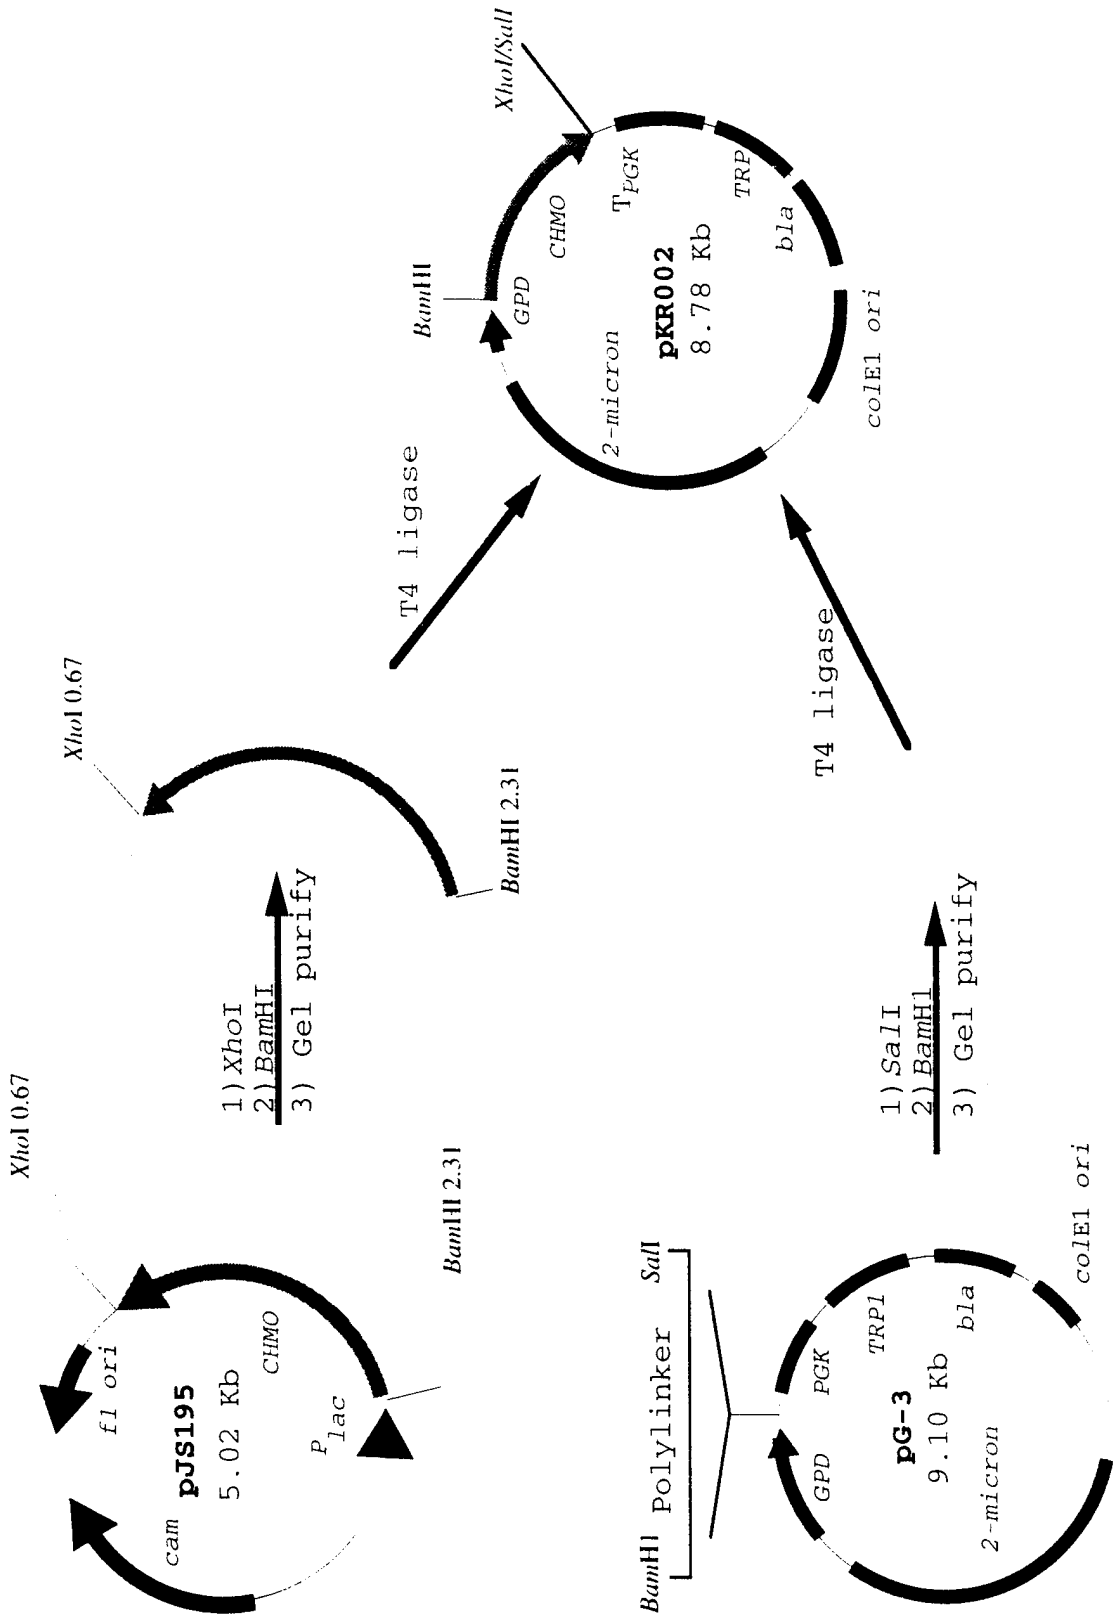 XhoI 0.67
f1 ori
cam
pJS195
5.02 Kb
CHMO
Plac
BamHI 2.31
1) XhoI
2) BamHI
3) Gel purify
XhoI 0.67
BamHI 2.31
T4 ligase
BamHI
Polylinker
SalI
GPD
PGK
TRP1
pG-3
9.10 Kb
bla
2-micron
colE1 ori
1) SalI
2) BamHI
3) Gel purify
T4 ligase
BamHI
XhoI/SalI
GPD
CHMO
TPGK
2-micron
pKR002
8.78 Kb
TRP
bla
colE1 ori